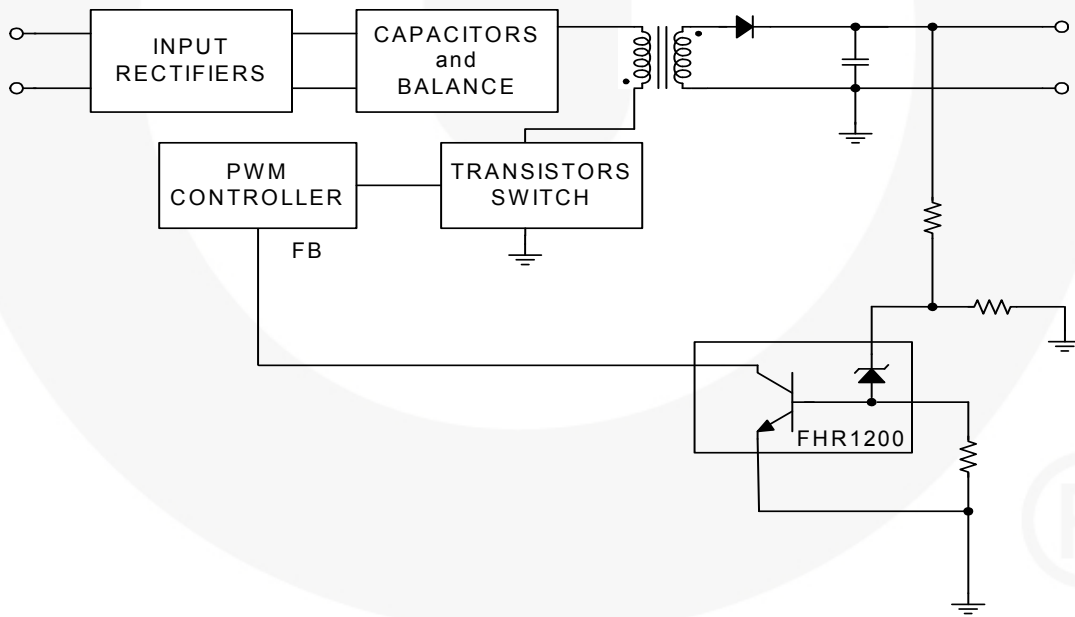 INPUT
RECTIFIERS
CAPACITORS
and
BALANCE
PWM
CONTROLLER
TRANSISTORS
SWITCH
FB
FHR1200